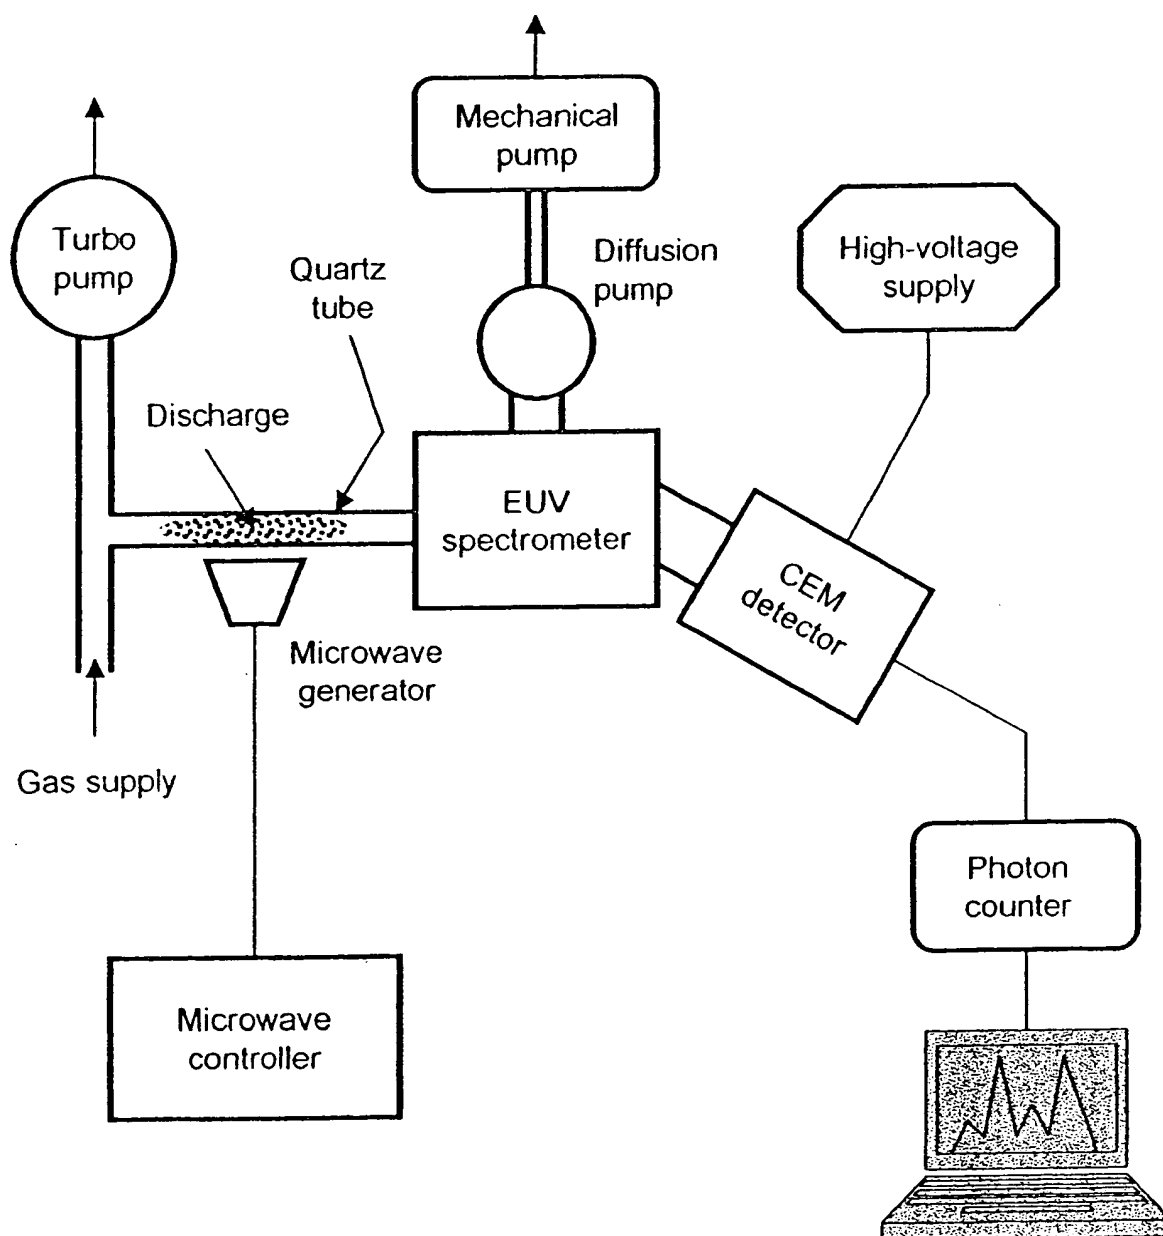 Mechanical
pump
Turbo
pump
Quartz
tube
Diffusion
pump
High-voltage
supply
Discharge
EUV
spectrometer
CEM
detector
Microwave
generator
Gas supply
Photon
counter
Microwave
controller